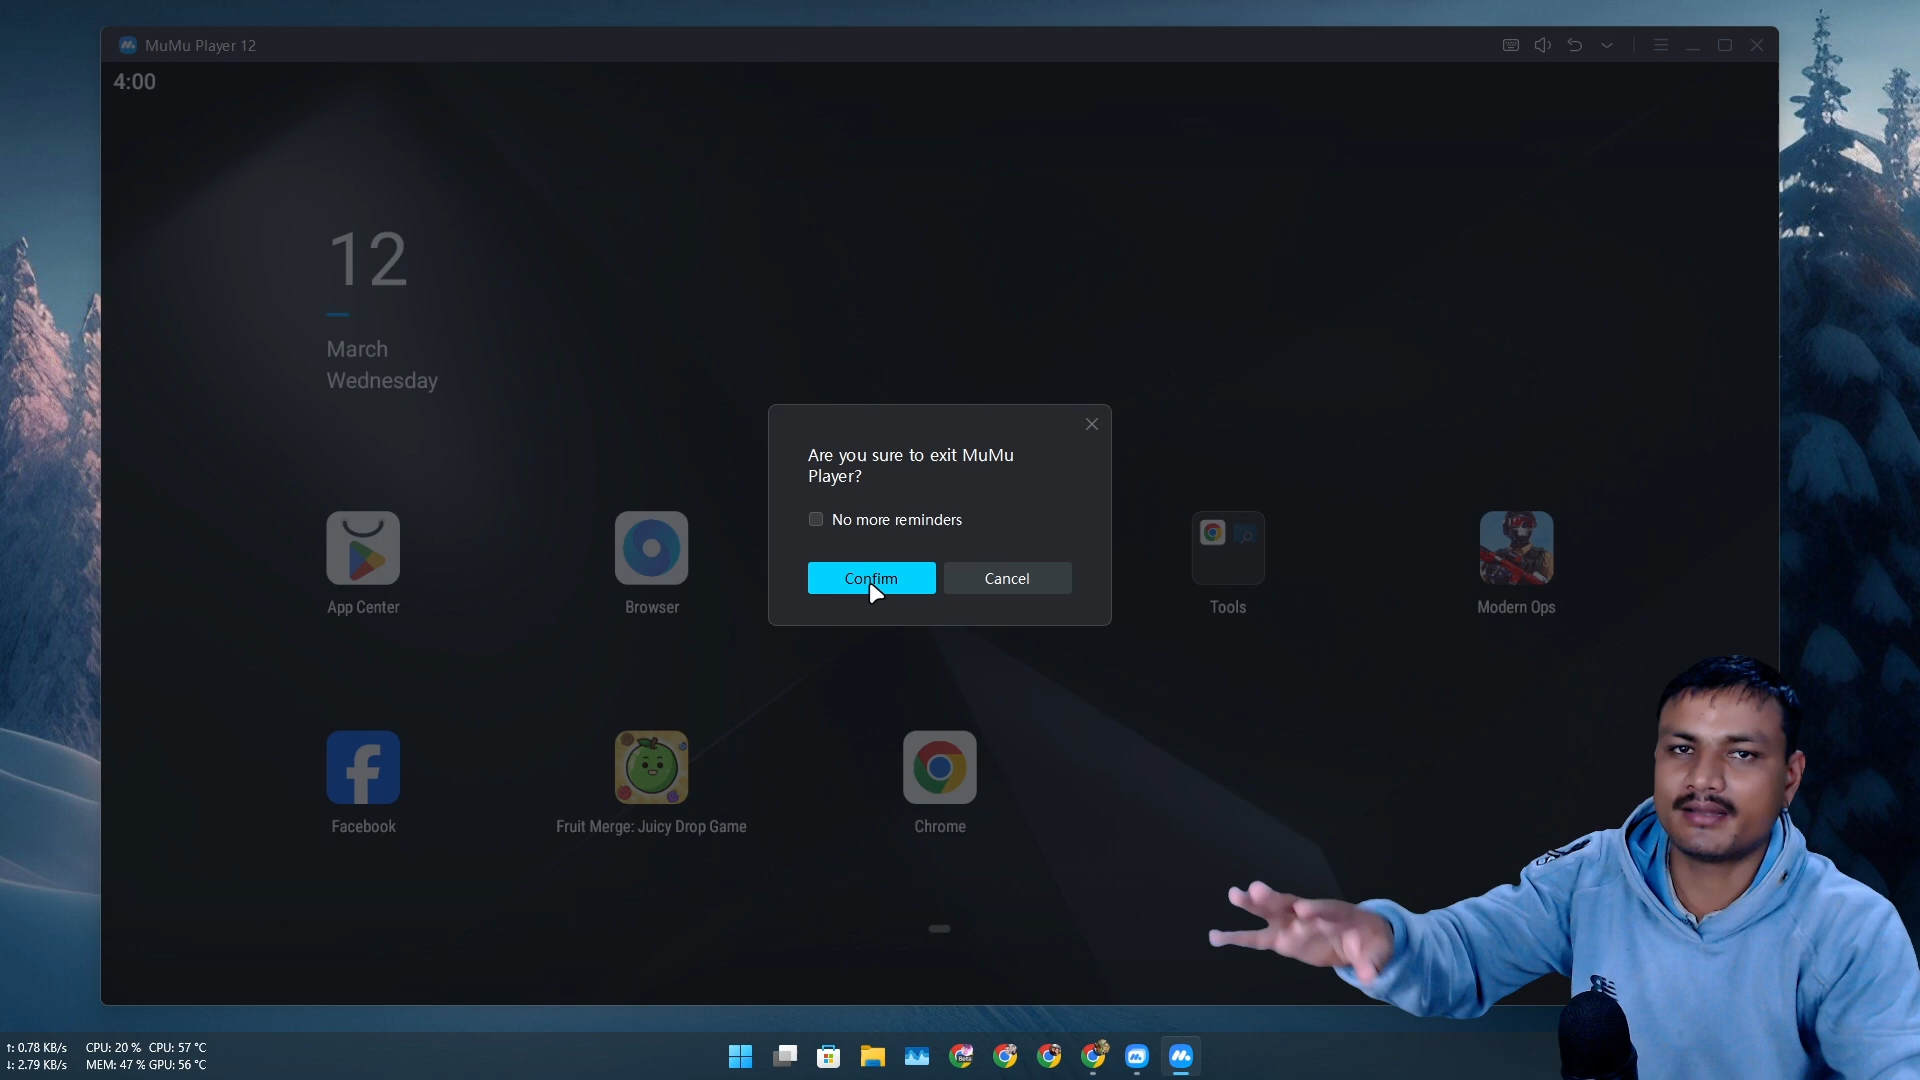 MuMu Player 12
4:00
12
March
Wednesday
Are you sure to exit MuMu
Player?
No more reminders
Confirm
Cancel
App Center
Browser
Tools
Modern Ops
Facebook
Fruit Merge: Juicy Drop Game
Chrome
↑: 0.78 KB/s CPU: 20 % CPU: 57 °C
↓: 2.79 KB/s MEM: 47 % GPU: 56 °C
Beta